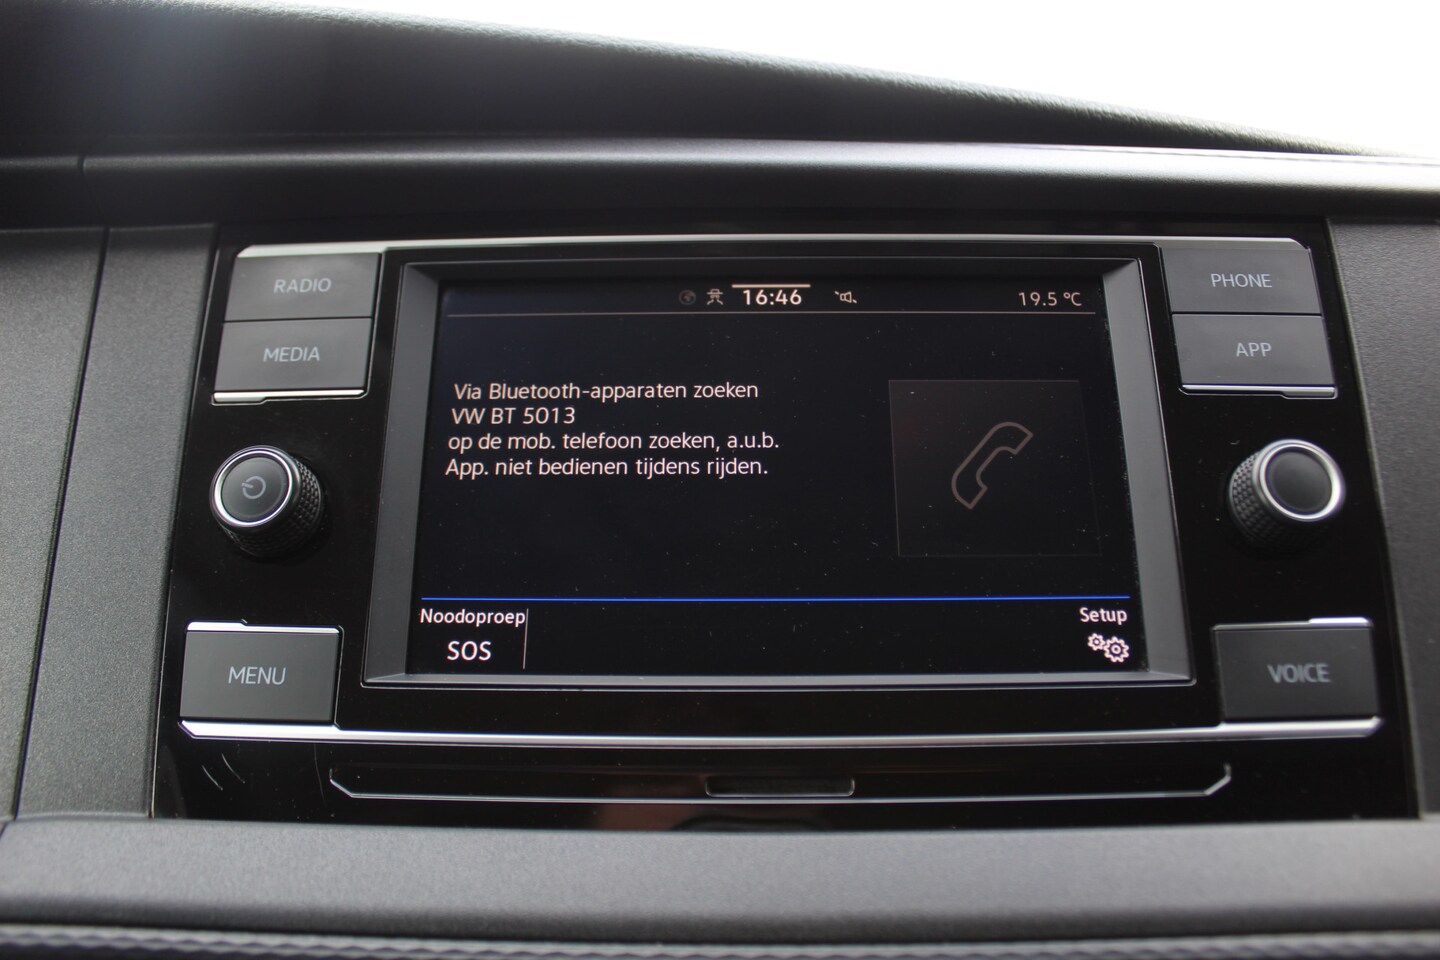 RADIO
MEDIA
MENU
16:46
19.5 °C
Via Bluetooth-apparaten zoeken
VW BT 5013
op de mob. telefoon zoeken, a.u.b.
App. niet bedienen tijdens rijden.
Noodoproep
SOS
Setup
PHONE
APP
VOICE